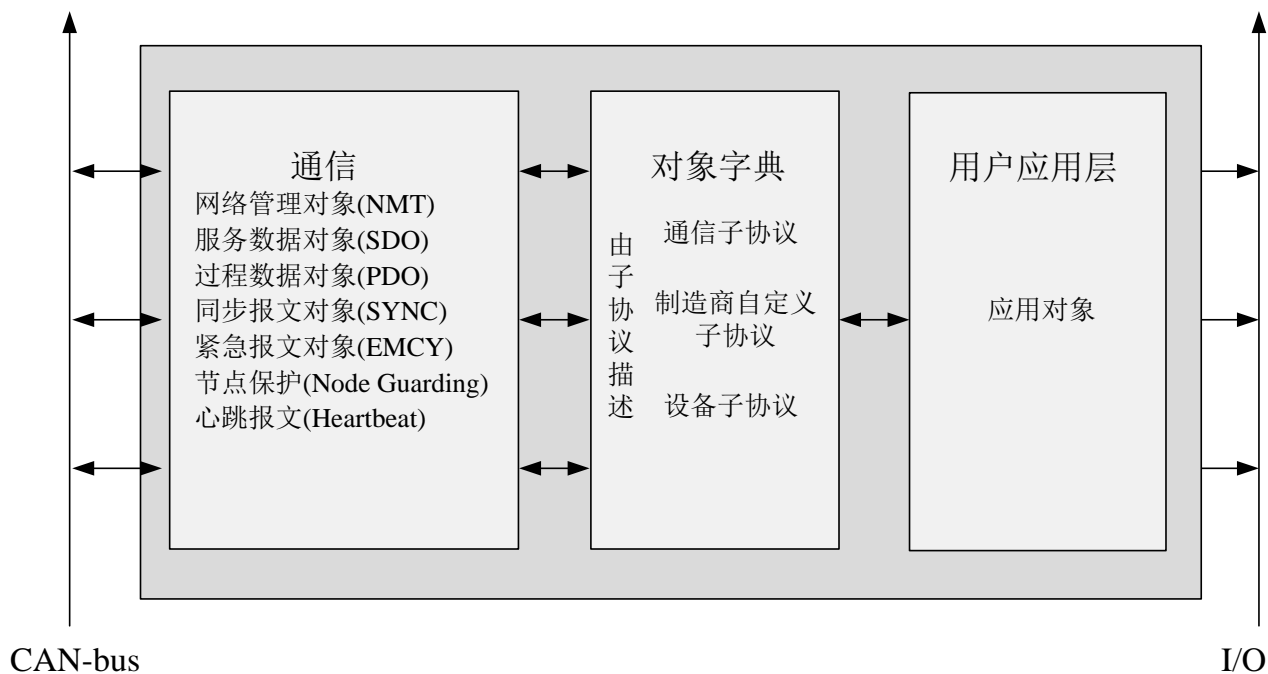 通信
网络管理对象(NMT)
服务数据对象(SDO)
过程数据对象(PDO)
同步报文对象(SYNC)
紧急报文对象(EMCY)
节点保护(Node Guarding)
心跳报文(Heartbeat)
对象字典
由子协议描述
通信子协议
制造商自定义
子协议
设备子协议
用户应用层
应用对象
CAN-bus
I/O